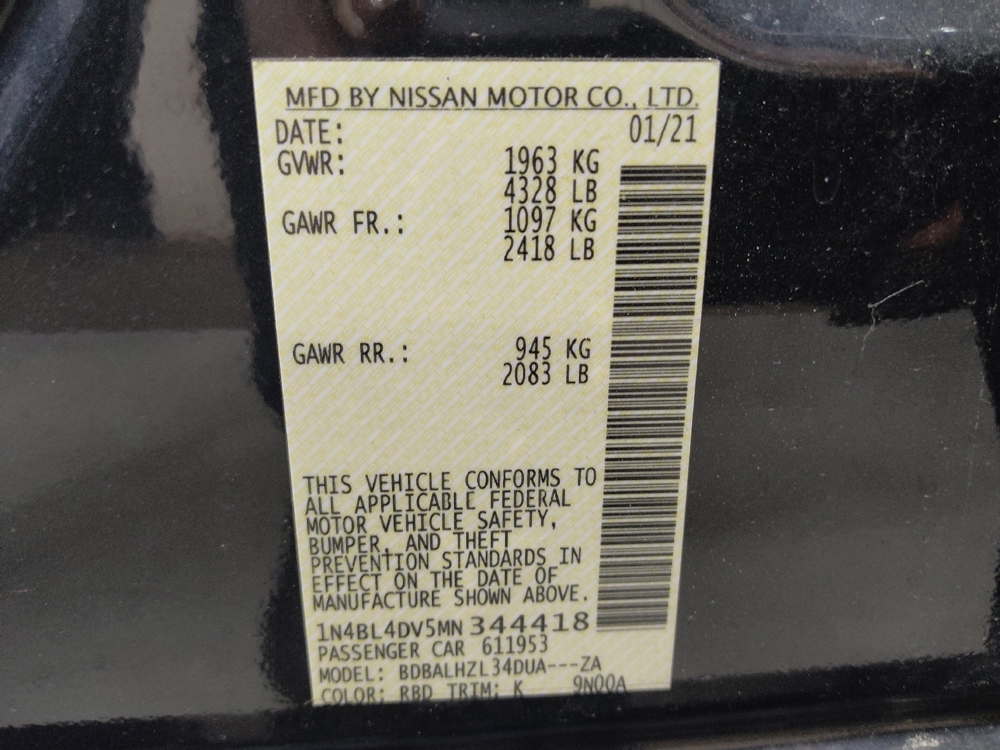 MFD BY NISSAN MOTOR CO., LTD.
DATE: 01/21
GVWR: 1963 KG
4328 LB
GAWR FR.: 1097 KG
2418 LB
GAWR RR.: 945 KG
2083 LB
THIS VEHICLE CONFORMS TO
ALL APPLICABLE FEDERAL
MOTOR VEHICLE SAFETY,
BUMPER, AND THEFT
PREVENTION STANDARDS IN
EFFECT ON THE DATE OF
MANUFACTURE SHOWN ABOVE.
1N4BL4DV5MN344418
PASSENGER CAR 611953
MODEL: BDBALHZL34DUA---ZA
COLOR: RBD TRIM: K 9N00A